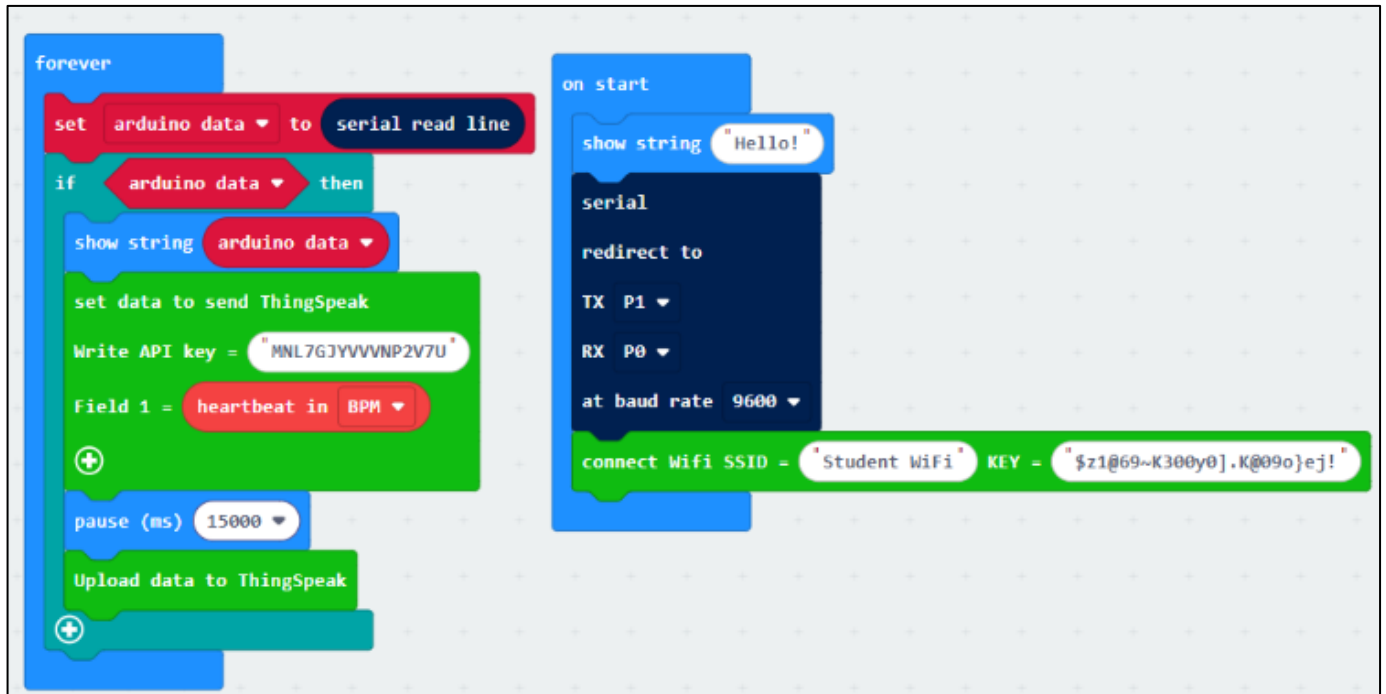 forever
set arduino data to serial read line
if arduino data then
show string arduino data
set data to send ThingSpeak
Write API key = "MNL7GJYVVVNP2V7U"
Field 1 = heartbeat in BPM
pause (ms) 15000
Upload data to ThingSpeak
on start
show string "Hello!"
serial
redirect to
TX P1
RX P0
at baud rate 9600
connect Wifi SSID = "Student WiFi" KEY = "$z1@69~K300y0].K@09o}ej!"